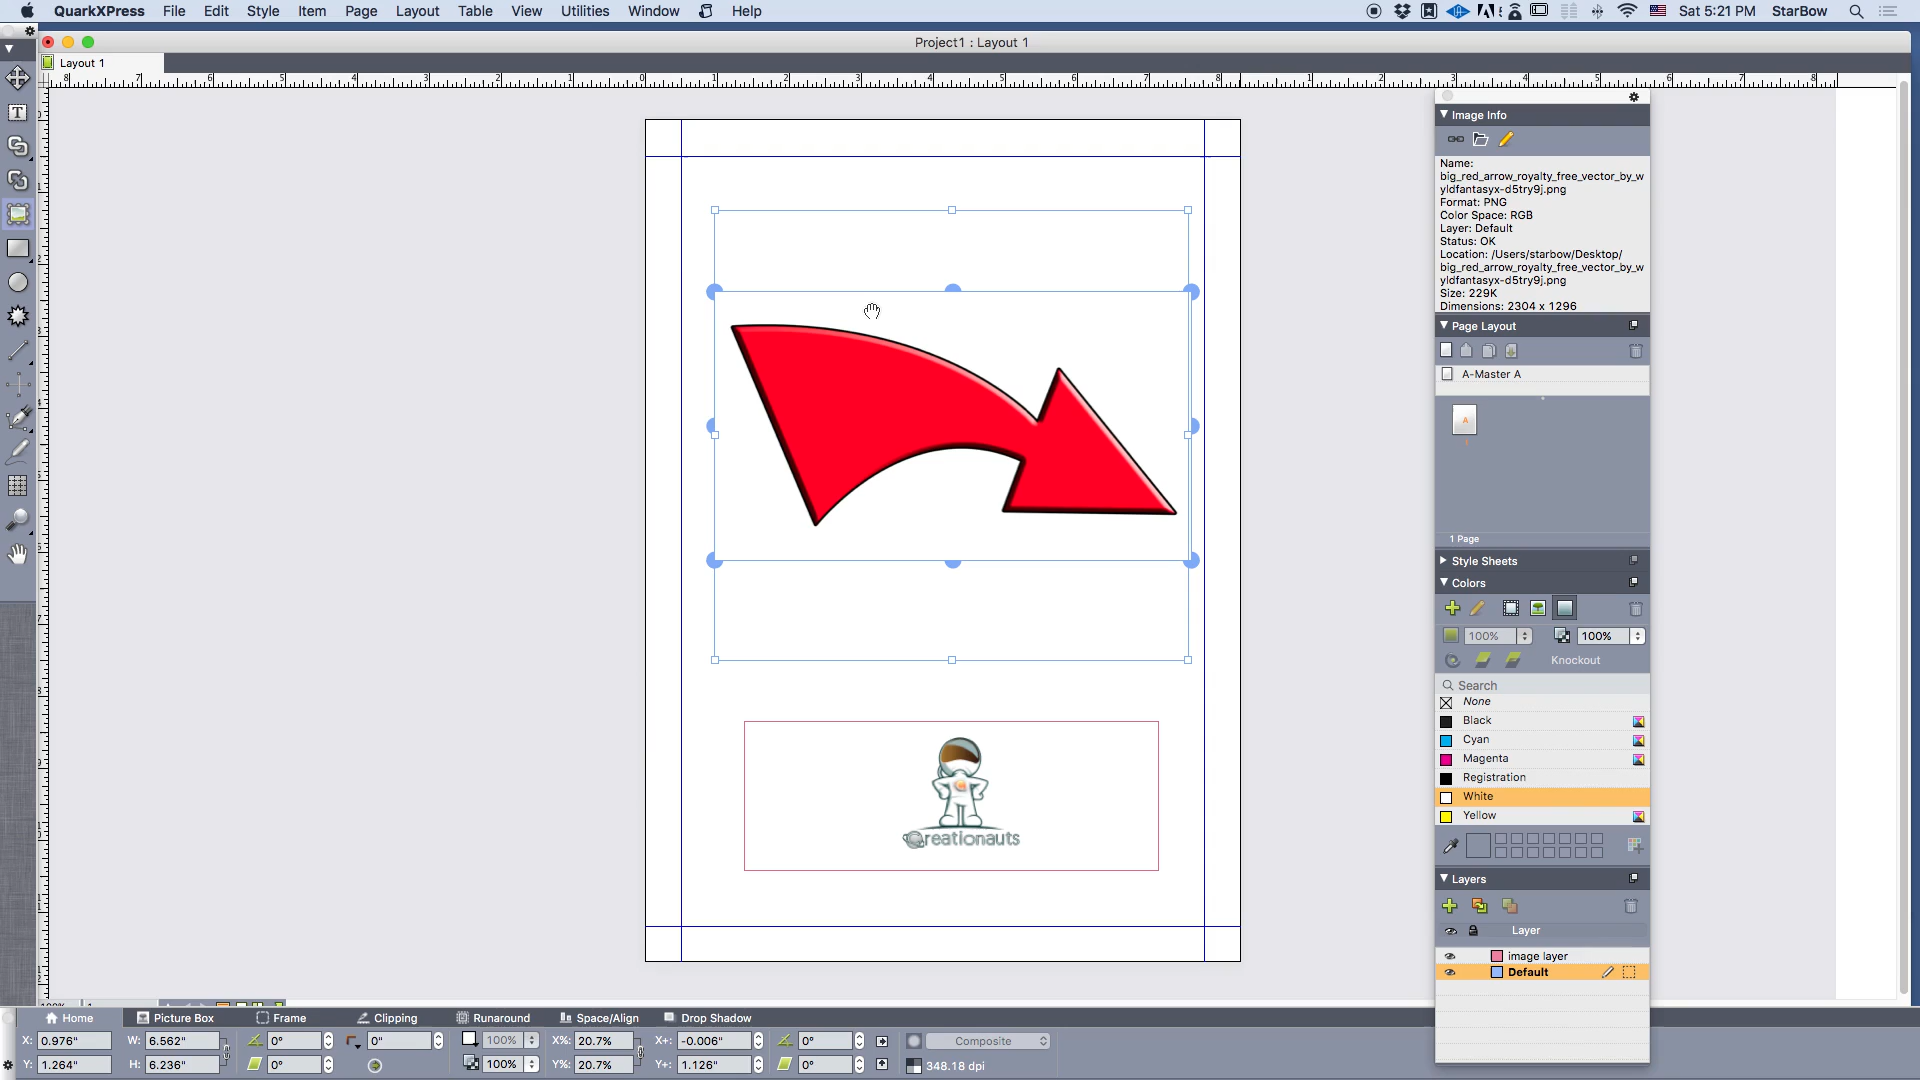 QuarkXPress File Edit Style Item Page Layout Table View Utilities Window Help Sat 5:21 PM StarBow
Project1 : Layout 1
Layout 1
Image Info
Name:
big_red_arrow_royalty_free_vector_by_w
yldfantasyx-d5try9j.png
Format: PNG
Color Space: RGB
Layer: Default
Status: OK
Location: /Users/starbow/Desktop/
big_red_arrow_royalty_free_vector_by_w
yldfantasyx-d5try9j.png
Size: 229K
Dimensions: 2304 x 1296
Page Layout
A-Master A
A
1 Page
Style Sheets
Colors
100% 100%
Knockout
Search
None
Black
Cyan
Magenta
Registration
White
Yellow
Layers
Layer
image layer
Default
Creationauts
Home Picture Box Frame Clipping Runaround Space/Align Drop Shadow
X: 0.976" W: 6.562" 0° 0" 100% X% 20.7% X+: -0.006" 0° Composite
Y: 1.264" H: 6.236" 0° 100% Y% 20.7% Y+: 1.126" 0° 348.18 dpi